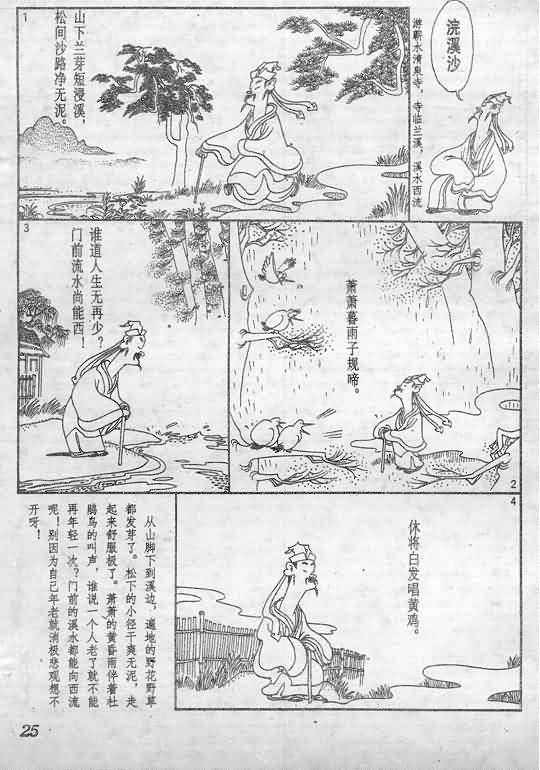 浣溪沙
游蕲水清泉寺，寺临兰溪，溪水西流
1
山下兰芽短浸溪，
松间沙路净无泥。
2
萧萧暮雨子规啼。
3
谁道人生无再少？
门前流水尚能西！
4
休将白发唱黄鸡。
从山脚下到溪边，遍地的野花野草
都发芽了。松下的小径干爽无泥，走
起来舒服极了。萧萧的黄昏雨伴着杜
鹃鸟的叫声，谁说一个人老了就不能
再年轻一次？门前的溪水都能向西流
呢！别因为自己年老就消极悲观想不
开呀！
25